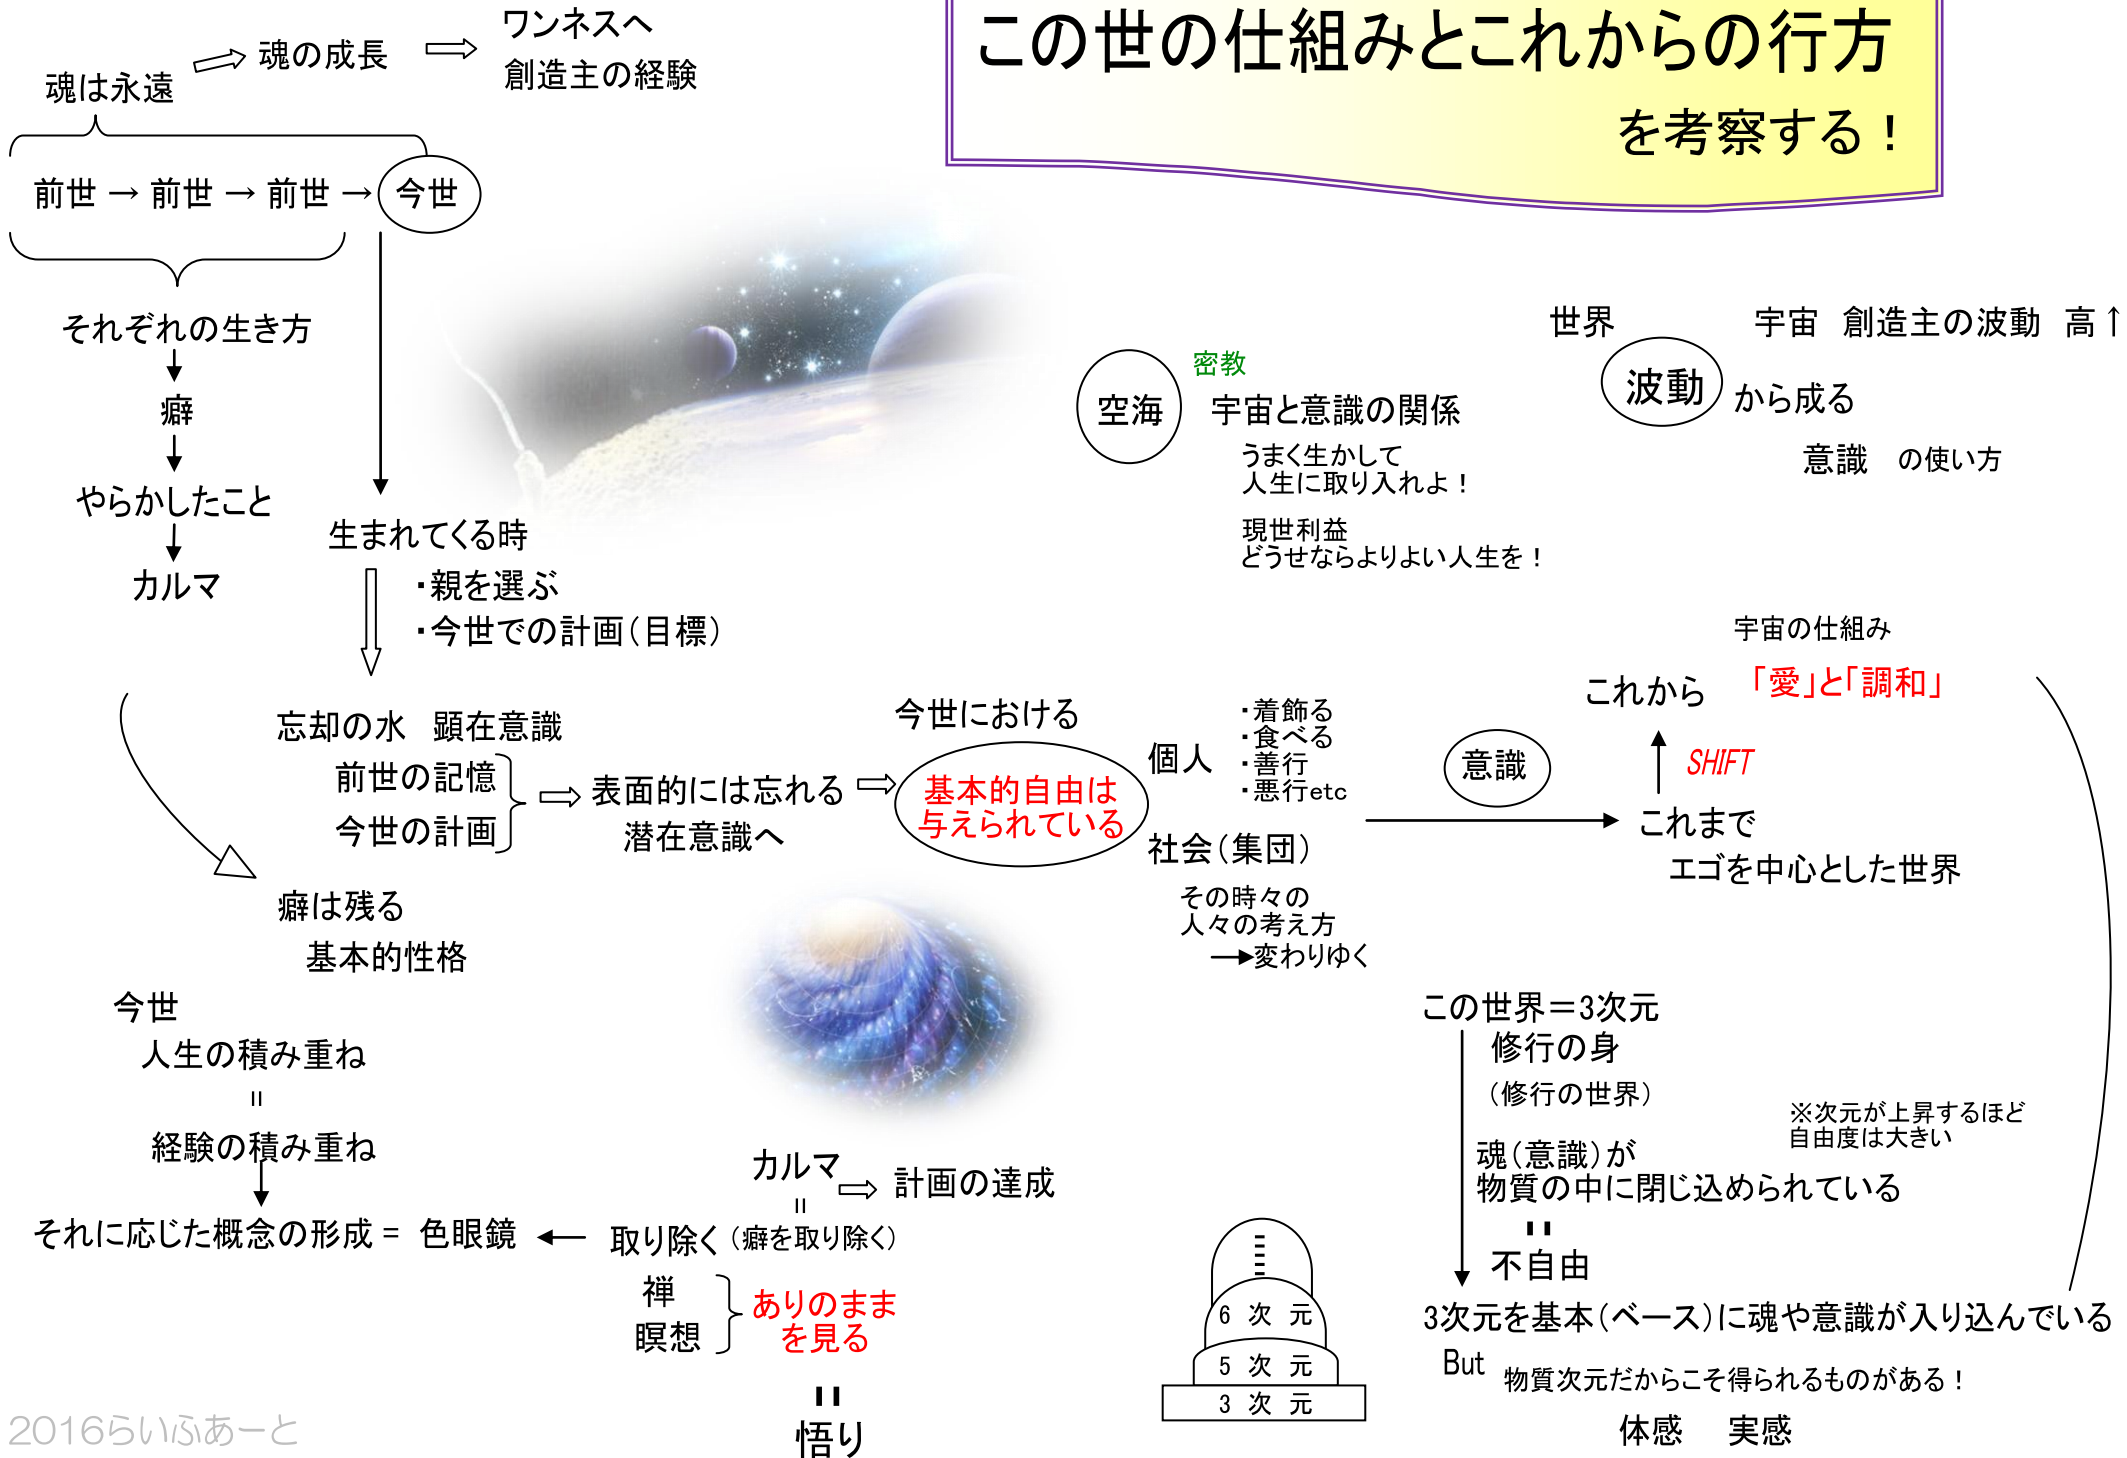 この世の仕組みとこれからの行方
を考察する！
魂は永遠
魂の成長
ワンネスへ
創造主の経験
前世 → 前世 → 前世 → 今世
それぞれの生き方
癖
やらかしたこと
カルマ
生まれてくる時
・親を選ぶ
・今世での計画（目標）
忘却の水　顕在意識
前世の記憶
今世の計画
表面的には忘れる
潜在意識へ
癖は残る
基本的性格
今世における
基本的自由は
与えられている
個人
・着飾る
・食べる
・善行
・悪行etc
社会（集団）
その時々の
人々の考え方
変わりゆく
空海
密教
宇宙と意識の関係
うまく生かして
人生に取り入れよ！
現世利益
どうせならよりよい人生を！
世界
宇宙　創造主の波動　高↑
波動
から成る
意識　の使い方
宇宙の仕組み
これから
「愛」と「調和」
SHIFT
意識
これまで
エゴを中心とした世界
今世
人生の積み重ね
=
経験の積み重ね
それに応じた概念の形成 = 色眼鏡
カルマ
計画の達成
=
取り除く（癖を取り除く）
禅
瞑想
ありのまま
を見る
=
悟り
この世界＝3次元
修行の身
（修行の世界）
※次元が上昇するほど
自由度は大きい
魂（意識）が
物質の中に閉じ込められている
=
不自由
3次元を基本（ベース）に魂や意識が入り込んでいる
But
物質次元だからこそ得られるものがある！
体感　実感
6 次 元
5 次 元
3 次 元
2016らいふあーと